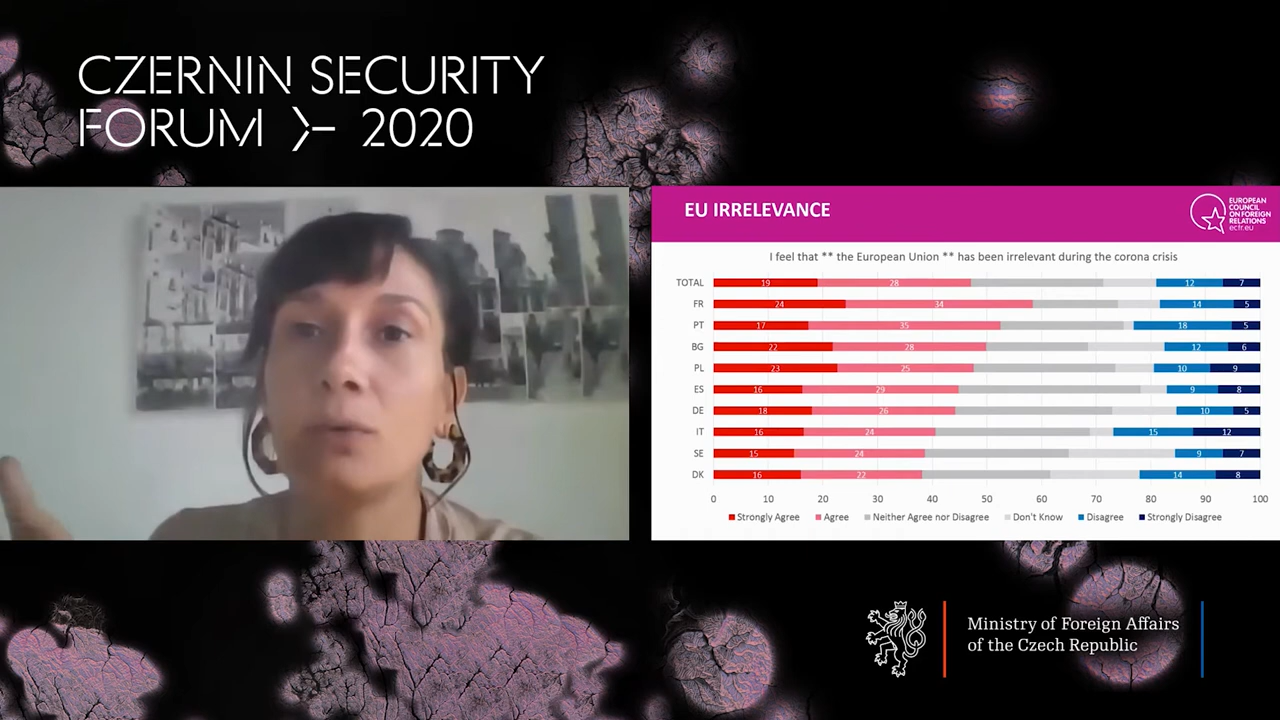 CZERNIN SECURITY
FORUM >- 2020
EU IRRELEVANCE
EUROPEAN
COUNCIL
ON FOREIGN
RELATIONS
ecfr.eu
I feel that ** the European Union ** has been irrelevant during the corona crisis
TOTAL 19 28 12 7
FR 24 34 14 5
PT 17 35 18 5
BG 22 28 12 6
PL 23 25 10 9
ES 16 29 9 8
DE 18 26 10 5
IT 16 24 15 12
SE 15 24 9 7
DK 16 22 14 8
0 10 20 30 40 50 60 70 80 90 100
Strongly Agree Agree Neither Agree nor Disagree Don't Know Disagree Strongly Disagree
Ministry of Foreign Affairs
of the Czech Republic